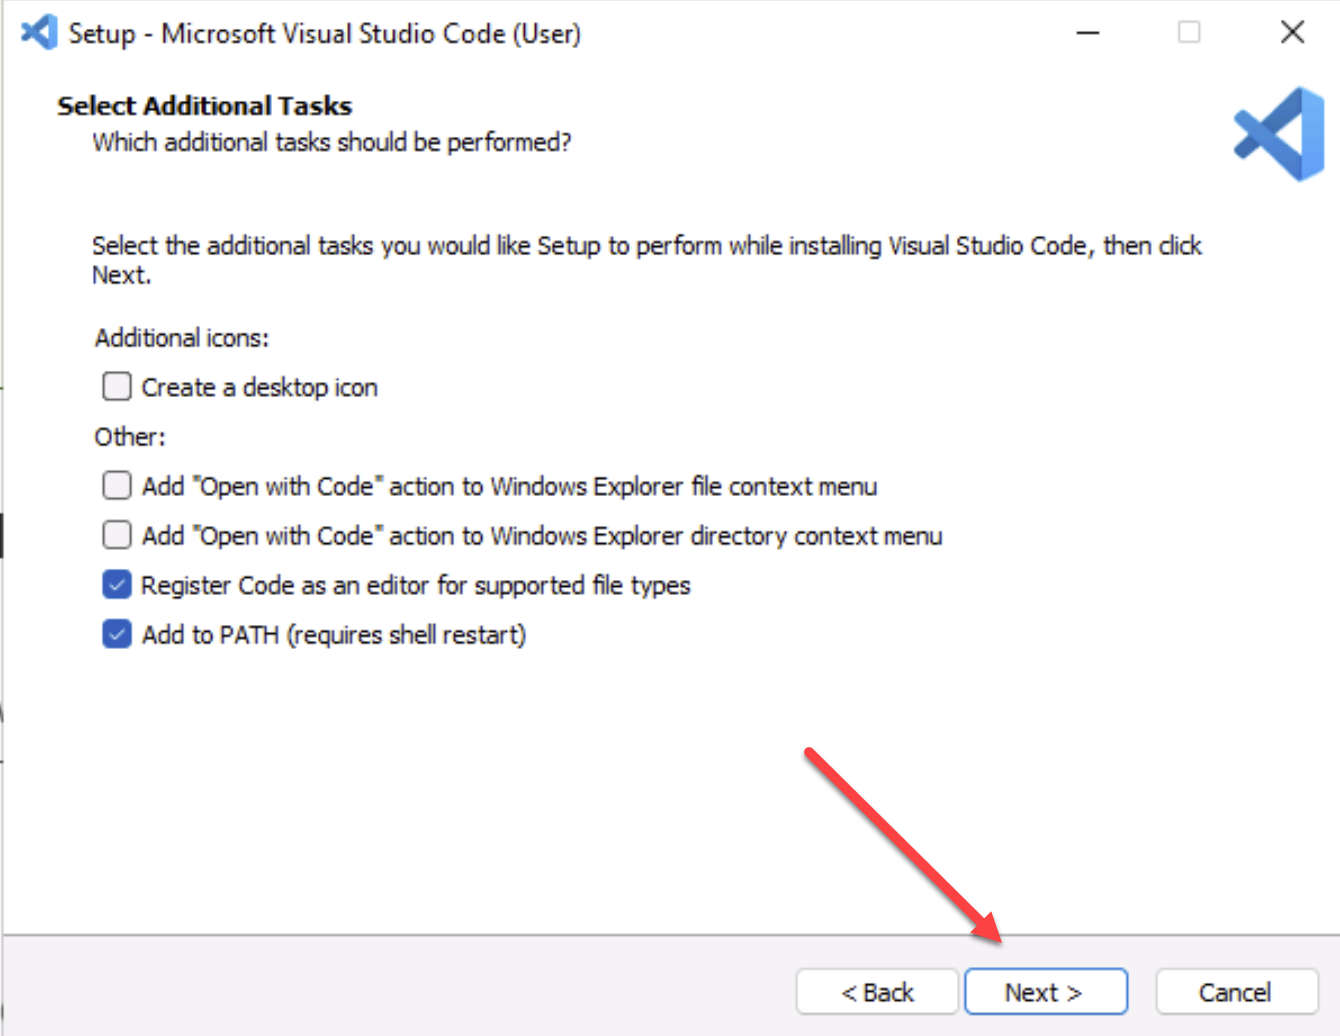 Setup - Microsoft Visual Studio Code (User)
Select Additional Tasks
Which additional tasks should be performed?
Select the additional tasks you would like Setup to perform while installing Visual Studio Code, then click
Next.
Additional icons:
Create a desktop icon
Other:
Add "Open with Code" action to Windows Explorer file context menu
Add "Open with Code" action to Windows Explorer directory context menu
Register Code as an editor for supported file types
Add to PATH (requires shell restart)
< Back Next > Cancel